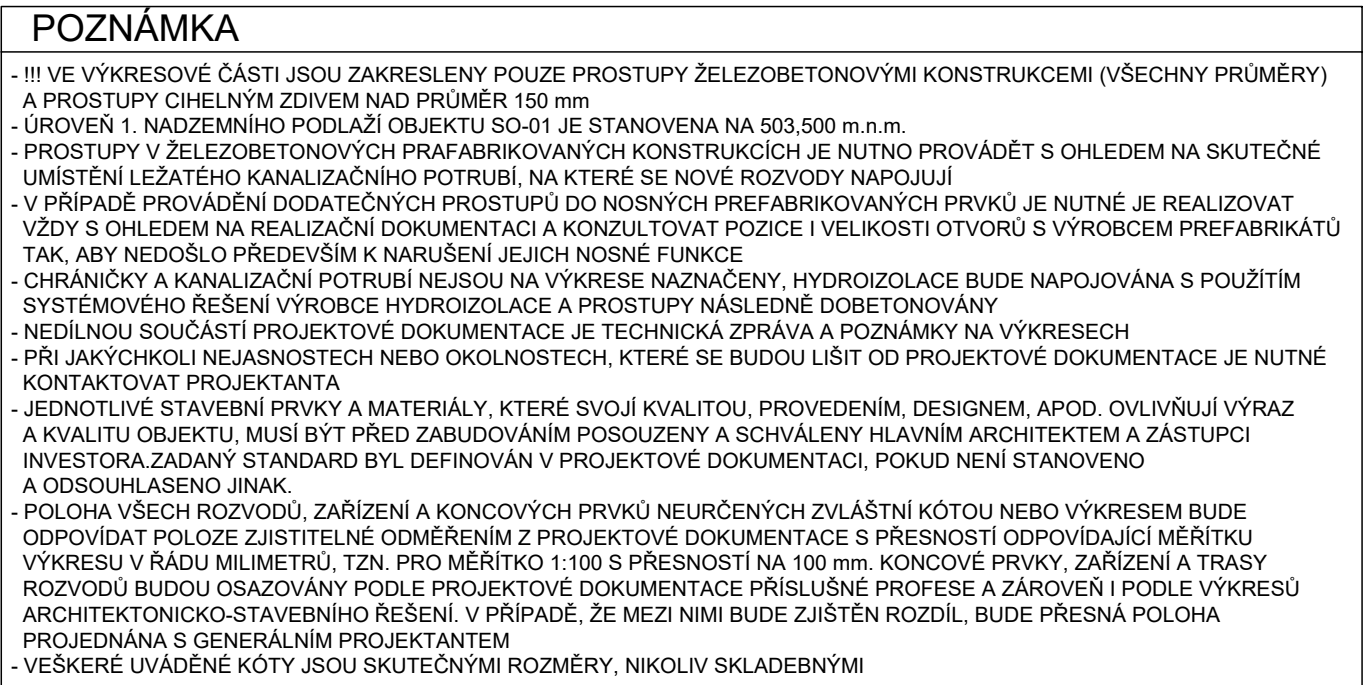 POZNÁMKA
- !!! VE VÝKRESOVÉ ČÁSTI JSOU ZAKRESLENY POUZE PROSTUPY ŽELEZOBETONOVÝMI KONSTRUKCEMI (VŠECHNY PRŮMĚRY)
A PROSTUPY CIHELNÝM ZDIVEM NAD PRŮMĚR 150 mm
- ÚROVEŇ 1. NADZEMNÍHO PODLAŽÍ OBJEKTU SO-01 JE STANOVENA NA 503,500 m.n.m.
- PROSTUPY V ŽELEZOBETONOVÝCH PRAFABRIKOVANÝCH KONSTRUKCÍCH JE NUTNO PROVÁDĚT S OHLEDEM NA SKUTEČNÉ
UMÍSTĚNÍ LEŽATÉHO KANALIZAČNÍHO POTRUBÍ, NA KTERÉ SE NOVÉ ROZVODY NAPOJUJÍ
- V PŘÍPADĚ PROVÁDĚNÍ DODATEČNÝCH PROSTUPŮ DO NOSNÝCH PREFABRIKOVANÝCH PRVKŮ JE NUTNÉ JE REALIZOVAT
VŽDY S OHLEDEM NA REALIZAČNÍ DOKUMENTACI A KONZULTOVAT POZICE I VELIKOSTI OTVORŮ S VÝROBCEM PREFABRIKÁTŮ
TAK, ABY NEDOŠLO PŘEDEVŠÍM K NARUŠENÍ JEJICH NOSNÉ FUNKCE
- CHRÁNIČKY A KANALIZAČNÍ POTRUBÍ NEJSOU NA VÝKRESE NAZNAČENY, HYDROIZOLACE BUDE NAPOJOVÁNA S POUŽÍTÍM
SYSTÉMOVÉHO ŘEŠENÍ VÝROBCE HYDROIZOLACE A PROSTUPY NÁSLEDNĚ DOBETONOVÁNY
- NEDÍLNOU SOUČÁSTÍ PROJEKTOVÉ DOKUMENTACE JE TECHNICKÁ ZPRÁVA A POZNÁMKY NA VÝKRESECH
- PŘI JAKÝCHKOLI NEJASNOSTECH NEBO OKOLNOSTECH, KTERÉ SE BUDOU LIŠIT OD PROJEKTOVÉ DOKUMENTACE JE NUTNÉ
KONTAKTOVAT PROJEKTANTA
- JEDNOTLIVÉ STAVEBNÍ PRVKY A MATERIÁLY, KTERÉ SVOJÍ KVALITOU, PROVEDENÍM, DESIGNEM, APOD. OVLIVŇUJÍ VÝRAZ
A KVALITU OBJEKTU, MUSÍ BÝT PŘED ZABUDOVÁNÍM POSOUZENY A SCHVÁLENY HLAVNÍM ARCHITEKTEM A ZÁSTUPCI
INVESTORA.ZADANÝ STANDARD BYL DEFINOVÁN V PROJEKTOVÉ DOKUMENTACI, POKUD NENÍ STANOVENO
A ODSOUHLASENO JINAK.
- POLOHA VŠECH ROZVODŮ, ZAŘÍZENÍ A KONCOVÝCH PRVKŮ NEURČENÝCH ZVLÁŠTNÍ KÓTOU NEBO VÝKRESEM BUDE
ODPOVÍDAT POLOZE ZJISTITELNÉ ODMĚŘENÍM Z PROJEKTOVÉ DOKUMENTACE S PŘESNOSTÍ ODPOVÍDAJÍCÍ MĚŘÍTKU
VÝKRESU V ŘÁDU MILIMETRŮ, TZN. PRO MĚŘÍTKO 1:100 S PŘESNOSTÍ NA 100 mm. KONCOVÉ PRVKY, ZAŘÍZENÍ A TRASY
ROZVODŮ BUDOU OSAZOVÁNY PODLE PROJEKTOVÉ DOKUMENTACE PŘÍSLUŠNÉ PROFESE A ZÁROVEŇ I PODLE VÝKRESŮ
ARCHITEKTONICKO-STAVEBNÍHO ŘEŠENÍ. V PŘÍPADĚ, ŽE MEZI NIMI BUDE ZJIŠTĚN ROZDÍL, BUDE PŘESNÁ POLOHA
PROJEDNÁNA S GENERÁLNÍM PROJEKTANTEM
- VEŠKERÉ UVÁDĚNÉ KÓTY JSOU SKUTEČNÝMI ROZMĚRY, NIKOLIV SKLADEBNÝMI